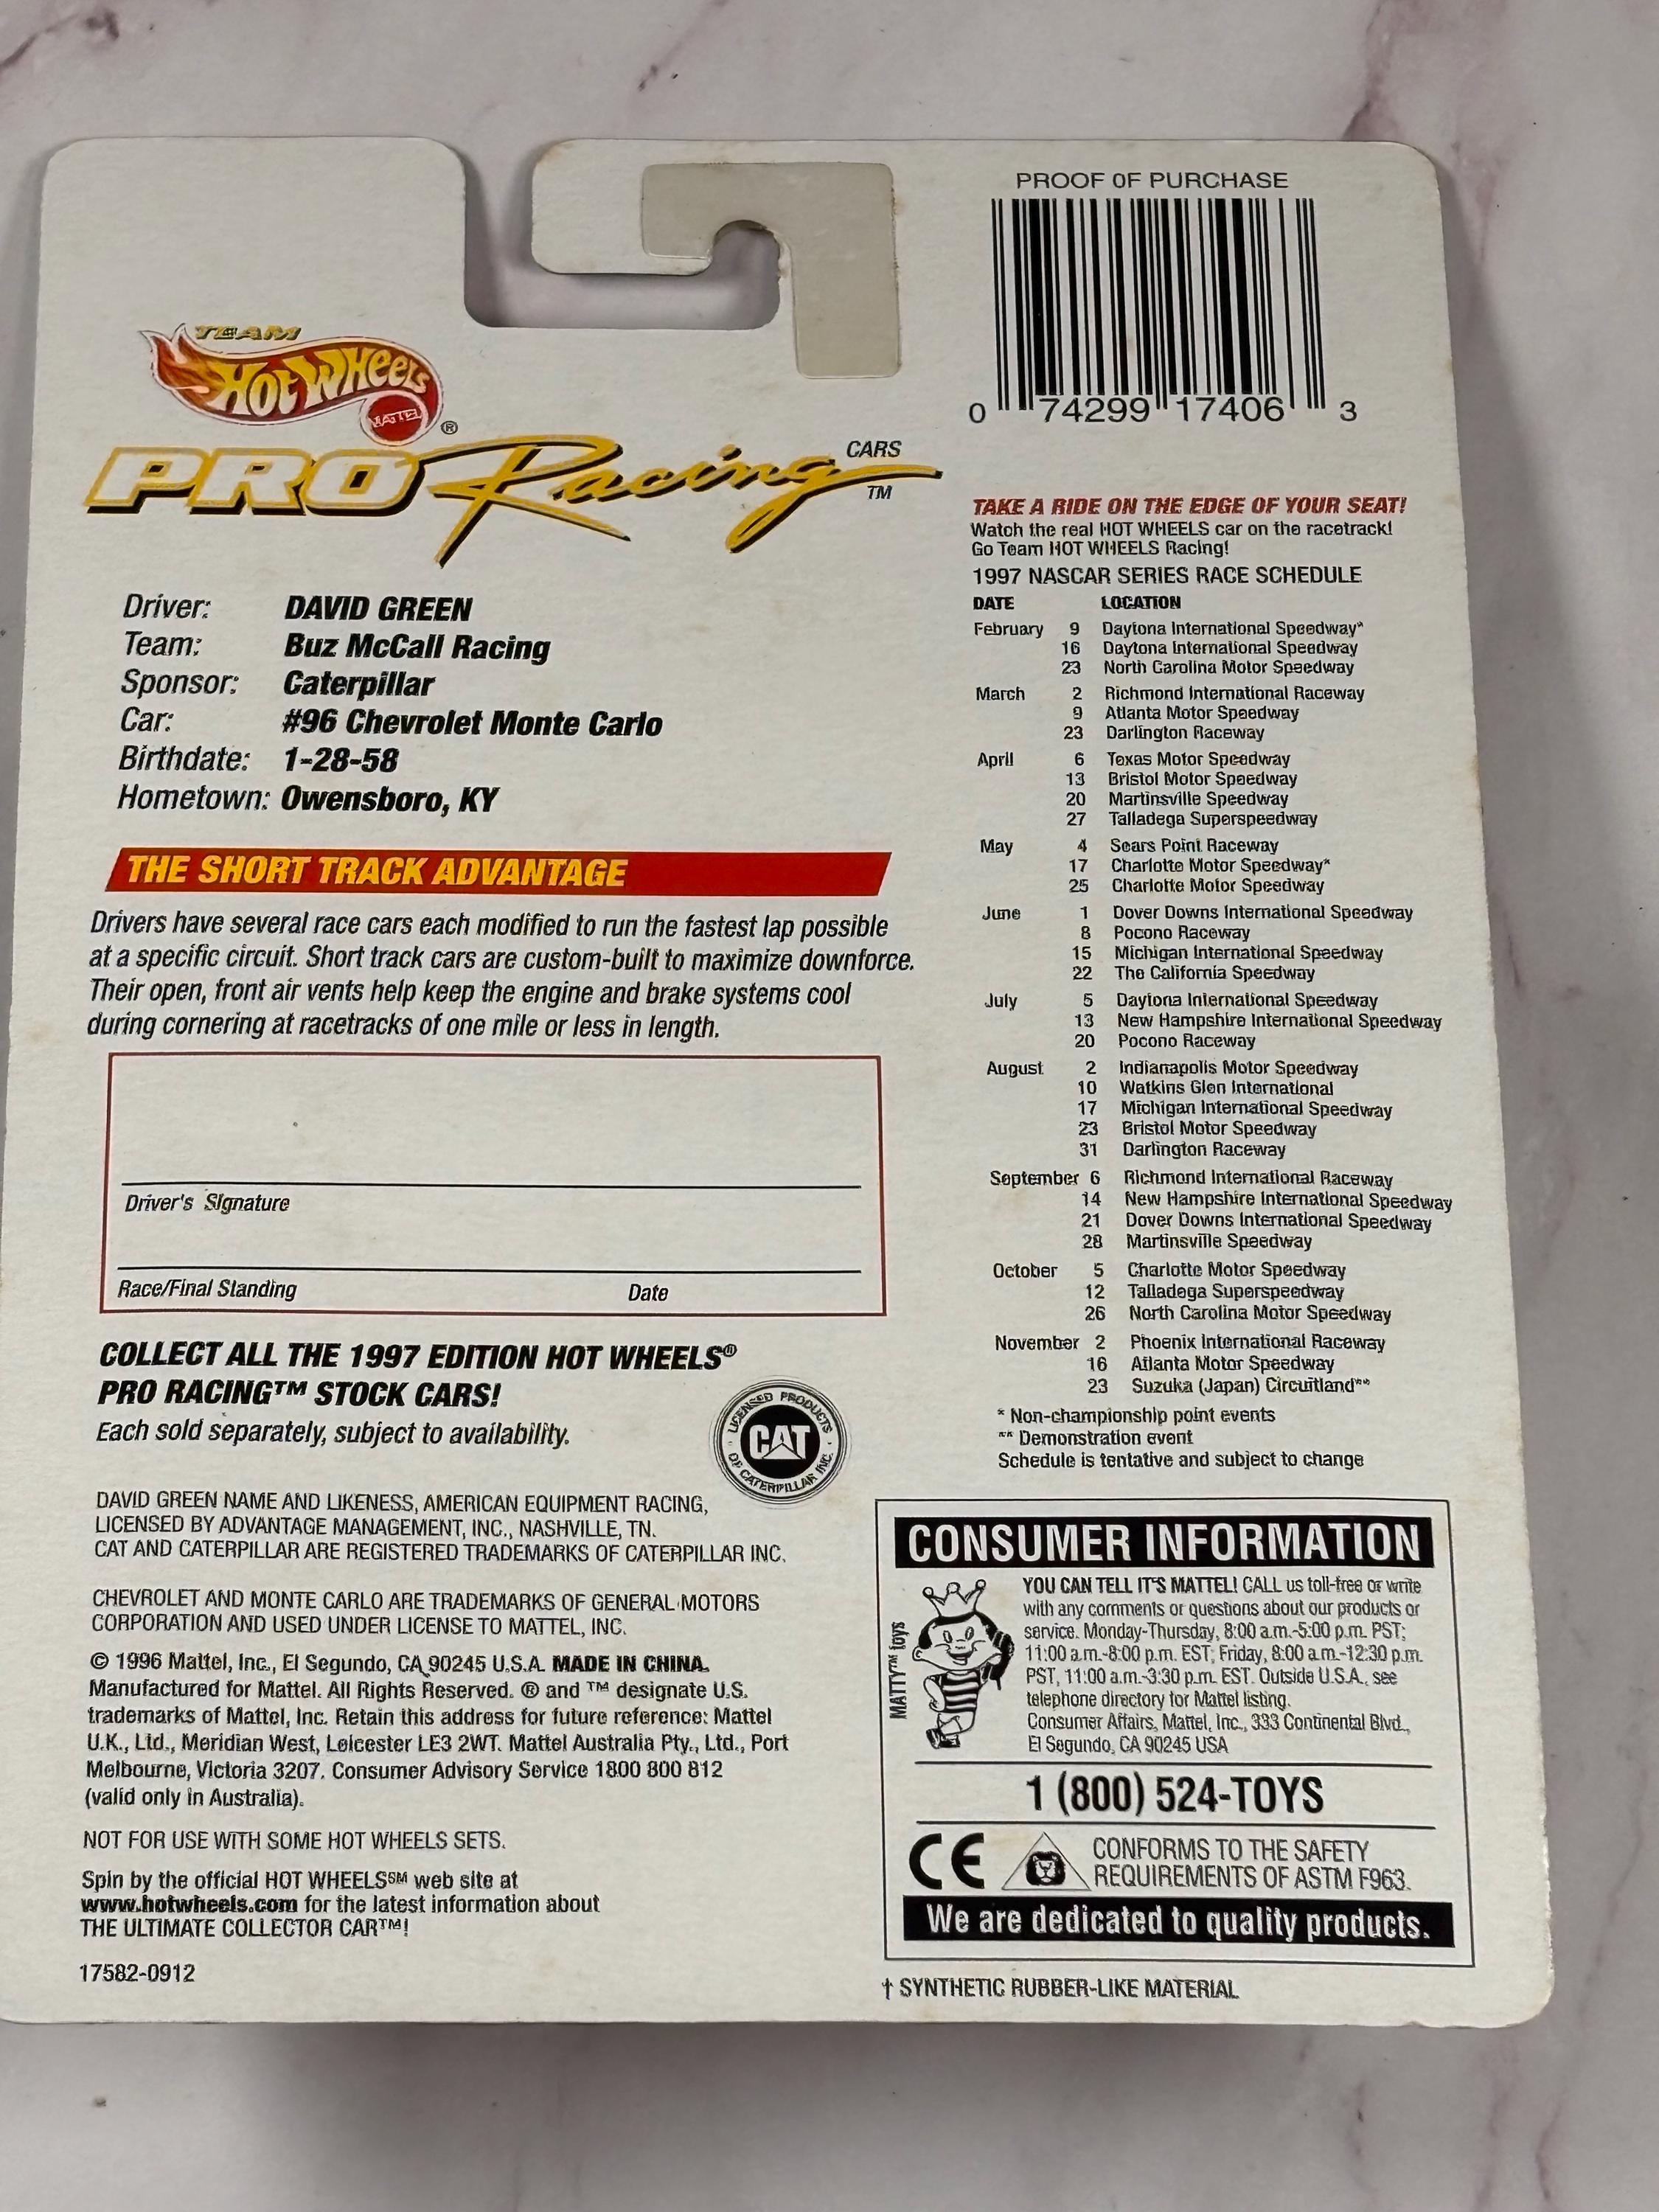 TEAM
HOT WHEELS
MATTEL
®
PRO Racing CARS
TM
Driver: DAVID GREEN
Team: Buz McCall Racing
Sponsor: Caterpillar
Car: #96 Chevrolet Monte Carlo
Birthdate: 1-28-58
Hometown: Owensboro, KY
THE SHORT TRACK ADVANTAGE
Drivers have several race cars each modified to run the fastest lap possible
at a specific circuit. Short track cars are custom-built to maximize downforce.
Their open, front air vents help keep the engine and brake systems cool
during cornering at racetracks of one mile or less in length.
Driver's Signature
Race/Final Standing Date
COLLECT ALL THE 1997 EDITION HOT WHEELS®
PRO RACING™ STOCK CARS!
Each sold separately, subject to availability.
LICENSED PRODUCTS
CAT
OF CATERPILLAR INC.
DAVID GREEN NAME AND LIKENESS, AMERICAN EQUIPMENT RACING,
LICENSED BY ADVANTAGE MANAGEMENT, INC., NASHVILLE, TN.
CAT AND CATERPILLAR ARE REGISTERED TRADEMARKS OF CATERPILLAR INC.
CHEVROLET AND MONTE CARLO ARE TRADEMARKS OF GENERAL MOTORS
CORPORATION AND USED UNDER LICENSE TO MATTEL, INC.
© 1996 Mattel, Inc., El Segundo, CA 90245 U.S.A. MADE IN CHINA.
Manufactured for Mattel. All Rights Reserved. ® and ™ designate U.S.
trademarks of Mattel, Inc. Retain this address for future reference: Mattel
U.K., Ltd., Meridian West, Leicester LE3 2WT. Mattel Australia Pty., Ltd., Port
Melbourne, Victoria 3207. Consumer Advisory Service 1800 800 812
(valid only in Australia).
NOT FOR USE WITH SOME HOT WHEELS SETS.
Spin by the official HOT WHEELS℠ web site at
www.hotwheels.com for the latest information about
THE ULTIMATE COLLECTOR CAR™!
17582-0912
PROOF OF PURCHASE
0 74299 17406 3
TAKE A RIDE ON THE EDGE OF YOUR SEAT!
Watch the real HOT WHEELS car on the racetrack!
Go Team HOT WHEELS Racing!
1997 NASCAR SERIES RACE SCHEDULE
DATE LOCATION
February 9 Daytona International Speedway*
16 Daytona International Speedway
23 North Carolina Motor Speedway
March 2 Richmond International Raceway
9 Atlanta Motor Speedway
23 Darlington Raceway
April 6 Texas Motor Speedway
13 Bristol Motor Speedway
20 Martinsville Speedway
27 Talladega Superspeedway
May 4 Sears Point Raceway
17 Charlotte Motor Speedway*
25 Charlotte Motor Speedway
June 1 Dover Downs International Speedway
8 Pocono Raceway
15 Michigan International Speedway
22 The California Speedway
July 5 Daytona International Speedway
13 New Hampshire International Speedway
20 Pocono Raceway
August 2 Indianapolis Motor Speedway
10 Watkins Glen International
17 Michigan International Speedway
23 Bristol Motor Speedway
31 Darlington Raceway
September 6 Richmond International Raceway
14 New Hampshire International Speedway
21 Dover Downs International Speedway
28 Martinsville Speedway
October 5 Charlotte Motor Speedway
12 Talladega Superspeedway
26 North Carolina Motor Speedway
November 2 Phoenix International Raceway
16 Atlanta Motor Speedway
23 Suzuka (Japan) Circuitland**
* Non-championship point events
** Demonstration event
Schedule is tentative and subject to change
CONSUMER INFORMATION
MATTY™ toys
YOU CAN TELL IT'S MATTEL! CALL us toll-free or write
with any comments or questions about our products or
service. Monday-Thursday, 8:00 a.m.-5:00 p.m. PST;
11:00 a.m.-8:00 p.m. EST; Friday, 8:00 a.m.-12:30 p.m.
PST, 11:00 a.m.-3:30 p.m. EST. Outside U.S.A., see
telephone directory for Mattel listing.
Consumer Affairs, Mattel, Inc., 333 Continental Blvd.,
El Segundo, CA 90245 USA
1 (800) 524-TOYS
CE
CONFORMS TO THE SAFETY
REQUIREMENTS OF ASTM F963.
We are dedicated to quality products.
† SYNTHETIC RUBBER-LIKE MATERIAL